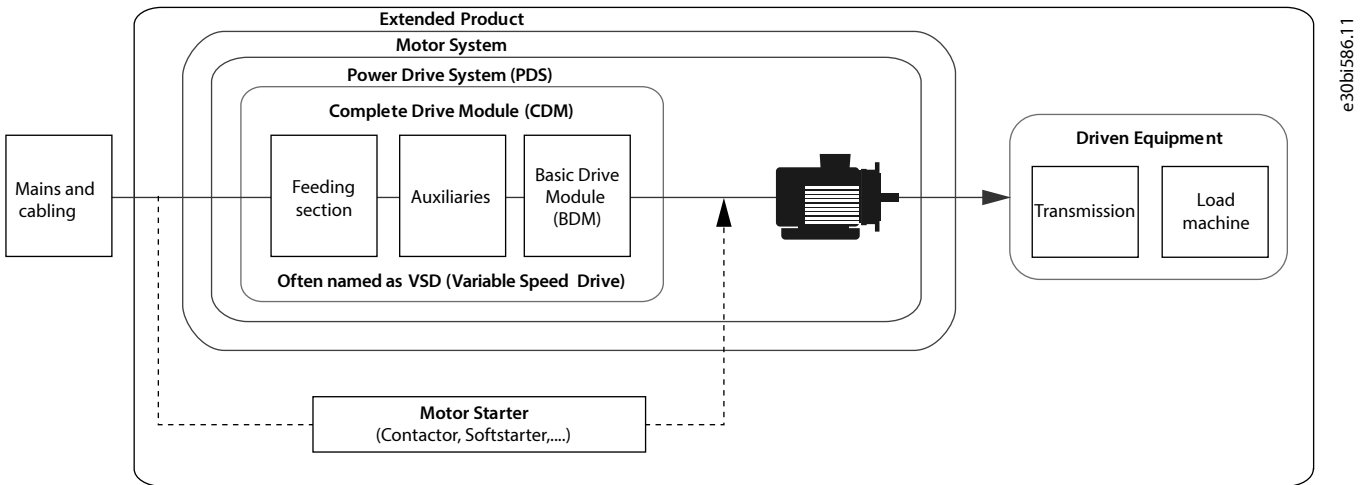 Extended Product
Motor System
Power Drive System (PDS)
Complete Drive Module (CDM)
Mains and
cabling
Feeding
section
Auxiliaries
Basic Drive
Module
(BDM)
Often named as VSD (Variable Speed Drive)
Driven Equipment
Transmission
Load
machine
Motor Starter
(Contactor, Softstarter,....)
e30bi586.11